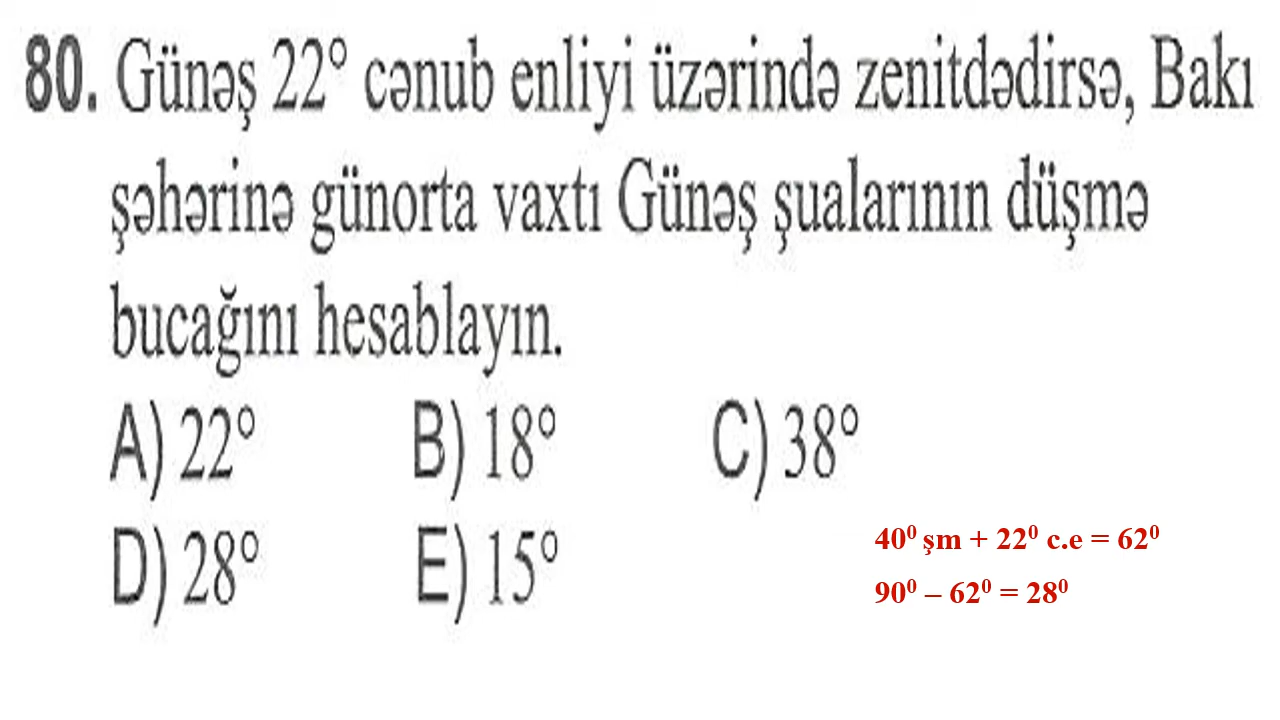 80. Günəş 22° cənub enliyi üzərində zenitdədirsə, Bakı
şəhərinə günorta vaxtı Günəş şualarının düşmə
bucağını hesablayın.
A) 22° B) 18° C) 38°
D) 28° E) 15°
40⁰ şm + 22⁰ c.e = 62⁰
90⁰ – 62⁰ = 28⁰